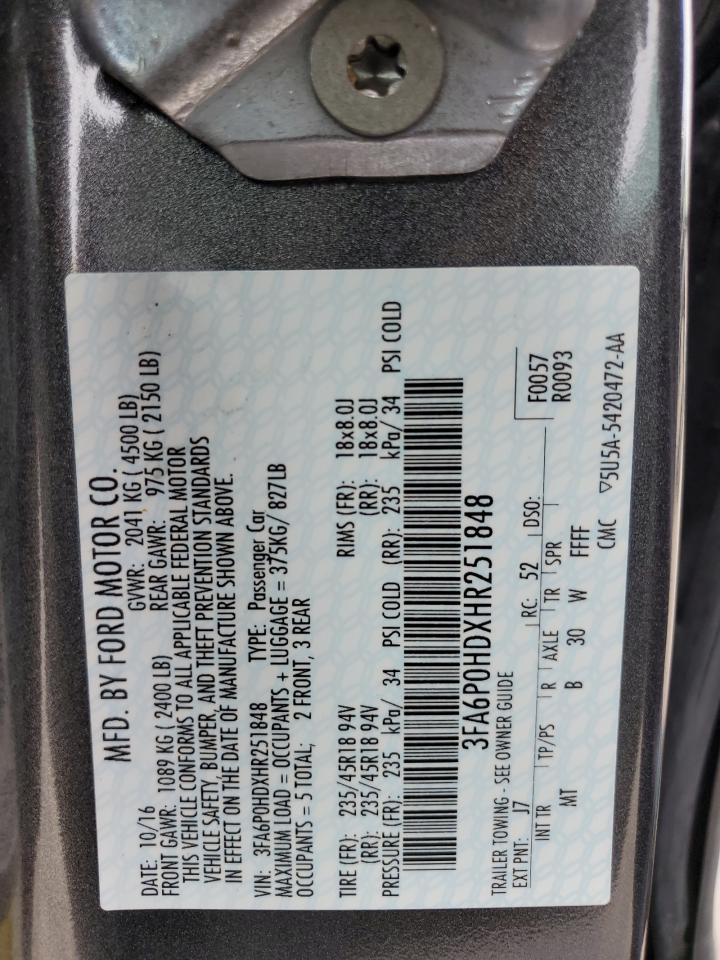 MFD. BY FORD MOTOR CO.
DATE: 10/16 GVWR: 2041 KG ( 4500 LB)
FRONT GAWR: 1089 KG ( 2400 LB) REAR GAWR: 975 KG ( 2150 LB)
THIS VEHICLE CONFORMS TO ALL APPLICABLE FEDERAL MOTOR
VEHICLE SAFETY, BUMPER, AND THEFT PREVENTION STANDARDS
IN EFFECT ON THE DATE OF MANUFACTURE SHOWN ABOVE.
VIN: 3FA6P0HDXHR251848 TYPE: Passenger Car
MAXIMUM LOAD = OCCUPANTS + LUGGAGE = 375KG/ 827LB
OCCUPANTS = 5 TOTAL; 2 FRONT, 3 REAR
TIRE (FR): 235/45R18 94V RIMS (FR): 18x8.0J
(RR): 235/45R18 94V (RR): 18x8.0J
PRESSURE (FR): 235 kPa/ 34 PSI COLD (RR): 235 kPa/ 34 PSI COLD
3FA6P0HDXHR251848
TRAILER TOWING - SEE OWNER GUIDE
EXT PNT: J7 RC: 52 DSO: F0057
INT TR TP/PS R AXLE TR SPR R0093
MT B 30 W FFFF
CMC ▽5U5A-5420472-AA